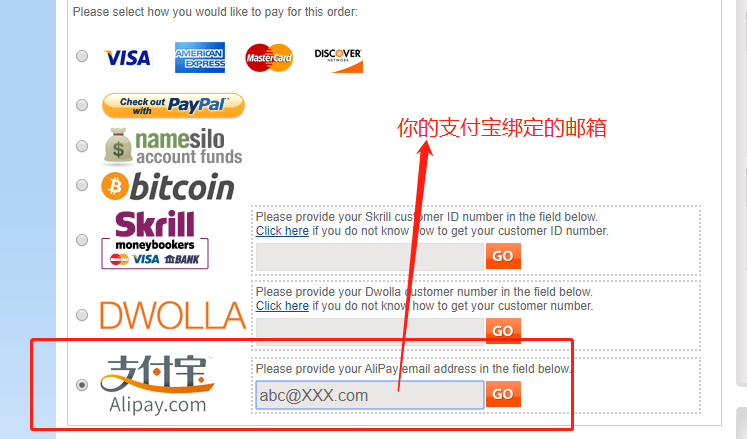 Please select how you would like to pay for this order:
VISA AMERICAN EXPRESS MasterCard DISCOVER NETWORK
Check out with PayPal
你的支付宝绑定的邮箱
namesilo
account funds
bitcoin
Skrill
moneybookers
VISA BANK
Please provide your Skrill customer ID number in the field below.
Click here if you do not know how to get your customer ID number.
GO
DWOLLA
Please provide your Dwolla customer number in the field below.
Click here if you do not know how to get your customer number.
GO
支付宝
Alipay.com
Please provide your AliPay email address in the field below.
abc@XXX.com
GO